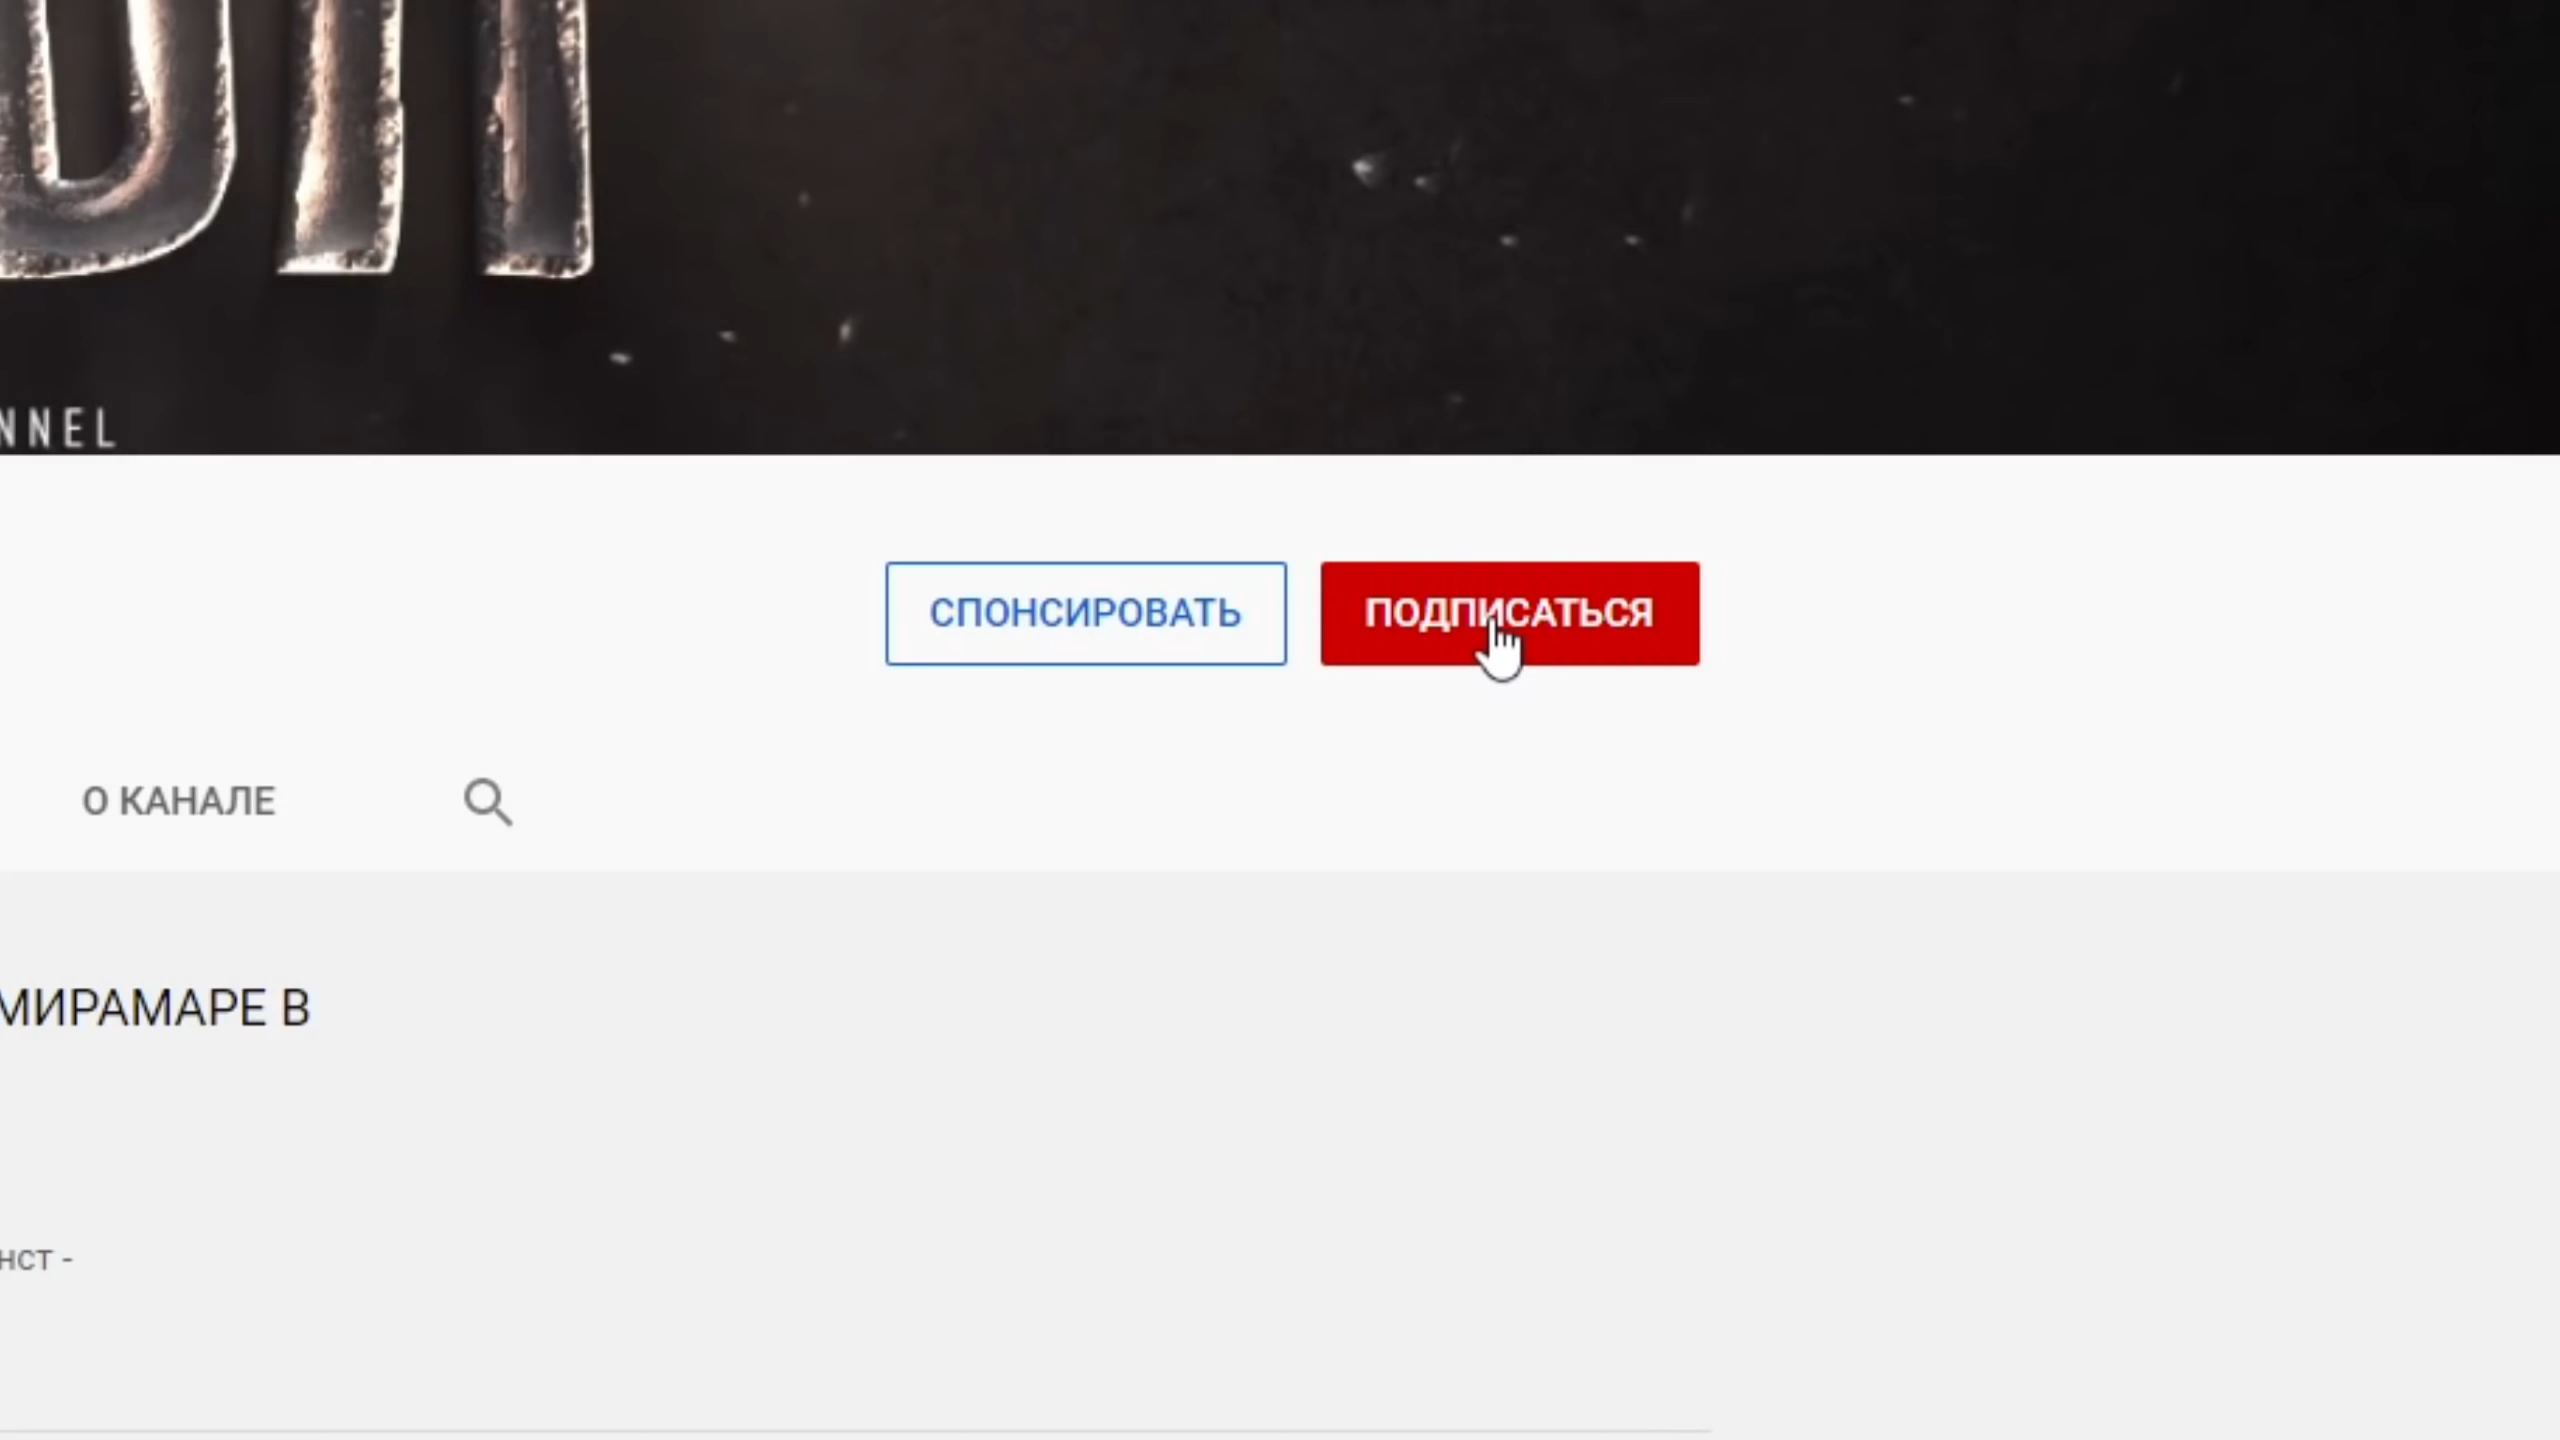 NNEL
СПОНСИРОВАТЬ
ПОДПИСАТЬСЯ
О КАНАЛЕ
МИРАМАРЕ В
нст -